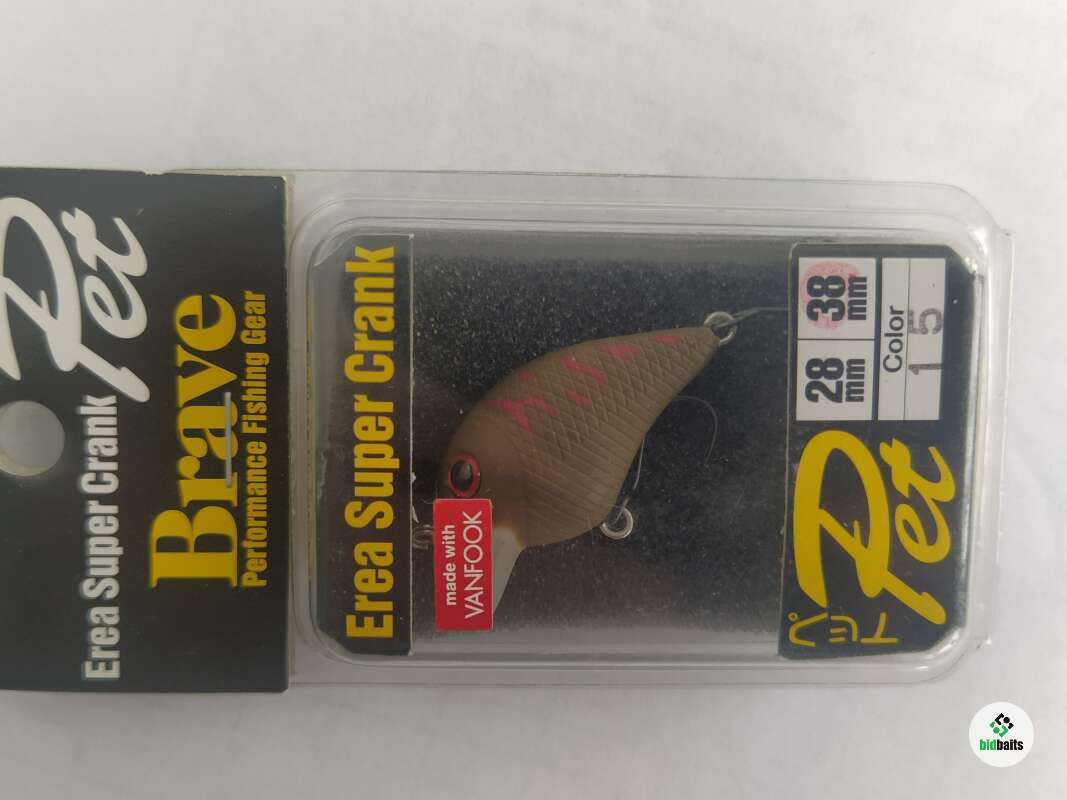 Erea Super Crank
Pet
Brave
Performance Fishing Gear
Erea Super Crank
made with
VANFOOK
28
mm
38
mm
Color
15
ペット
Pet
bidbaits